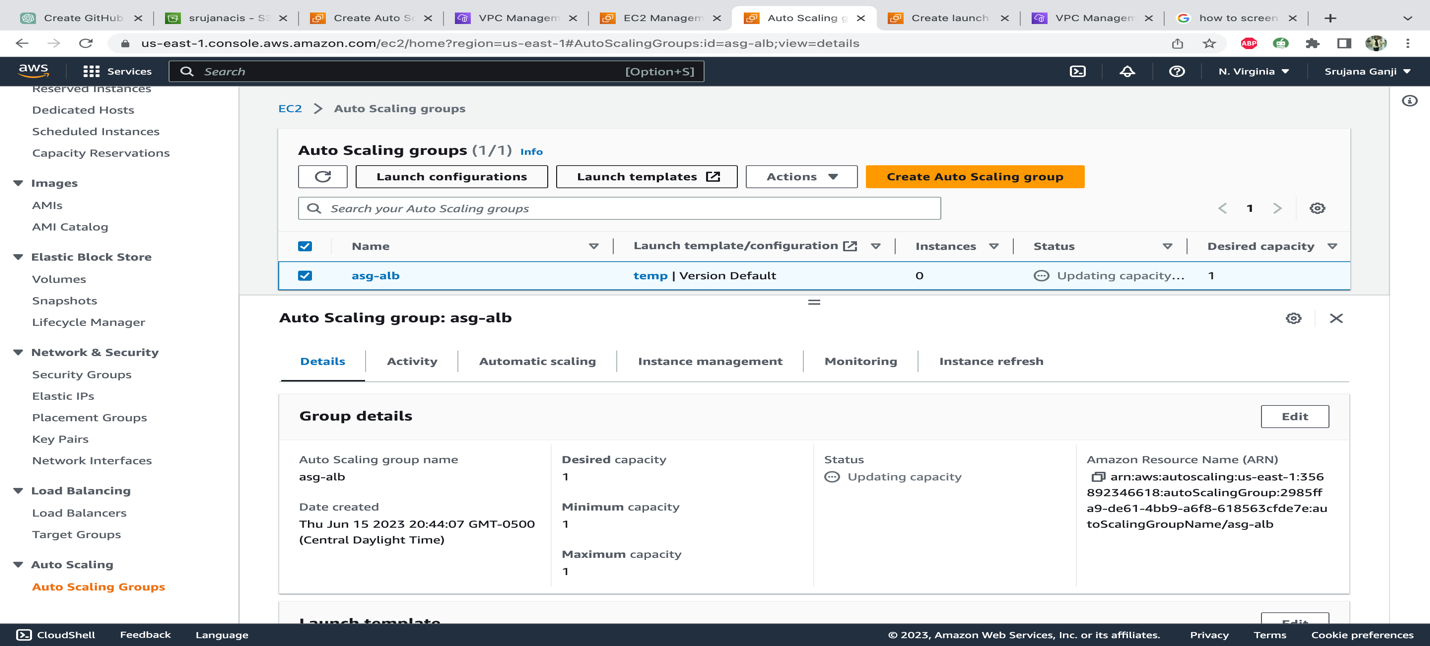 Create GitHub
srujanacis - S3
Create Auto Sc
VPC Managem
EC2 Managem
Auto Scaling g
Create launch
VPC Managen
how to screen
us-east-1.console.aws.amazon.com/ec2/home?region=us-east-1#AutoScalingGroups:id=asg-alb;view=details
ABP
aws
Services
Search
[Option+S]
N. Virginia
Srujana Ganji
Reserved Instances
Dedicated Hosts
Scheduled Instances
Capacity Reservations
Images
AMIs
AMI Catalog
Elastic Block Store
Volumes
Snapshots
Lifecycle Manager
Network & Security
Security Groups
Elastic IPs
Placement Groups
Key Pairs
Network Interfaces
Load Balancing
Load Balancers
Target Groups
Auto Scaling
Auto Scaling Groups
EC2 > Auto Scaling groups
Auto Scaling groups (1/1) Info
Launch configurations
Launch templates
Actions
Create Auto Scaling group
Search your Auto Scaling groups
1
Name
Launch template/configuration
Instances
Status
Desired capacity
asg-alb
temp | Version Default
0
Updating capacity...
1
Auto Scaling group: asg-alb
Details
Activity
Automatic scaling
Instance management
Monitoring
Instance refresh
Group details
Edit
Auto Scaling group name
asg-alb
Date created
Thu Jun 15 2023 20:44:07 GMT-0500
(Central Daylight Time)
Desired capacity
1
Minimum capacity
1
Maximum capacity
1
Status
Updating capacity
Amazon Resource Name (ARN)
arn:aws:autoscaling:us-east-1:356
892346618:autoScalingGroup:2985ff
a9-de61-4bb9-a6f8-618563cfde7e:au
toScalingGroupName/asg-alb
Launch template
Edit
CloudShell
Feedback
Language
© 2023, Amazon Web Services, Inc. or its affiliates.
Privacy
Terms
Cookie preferences